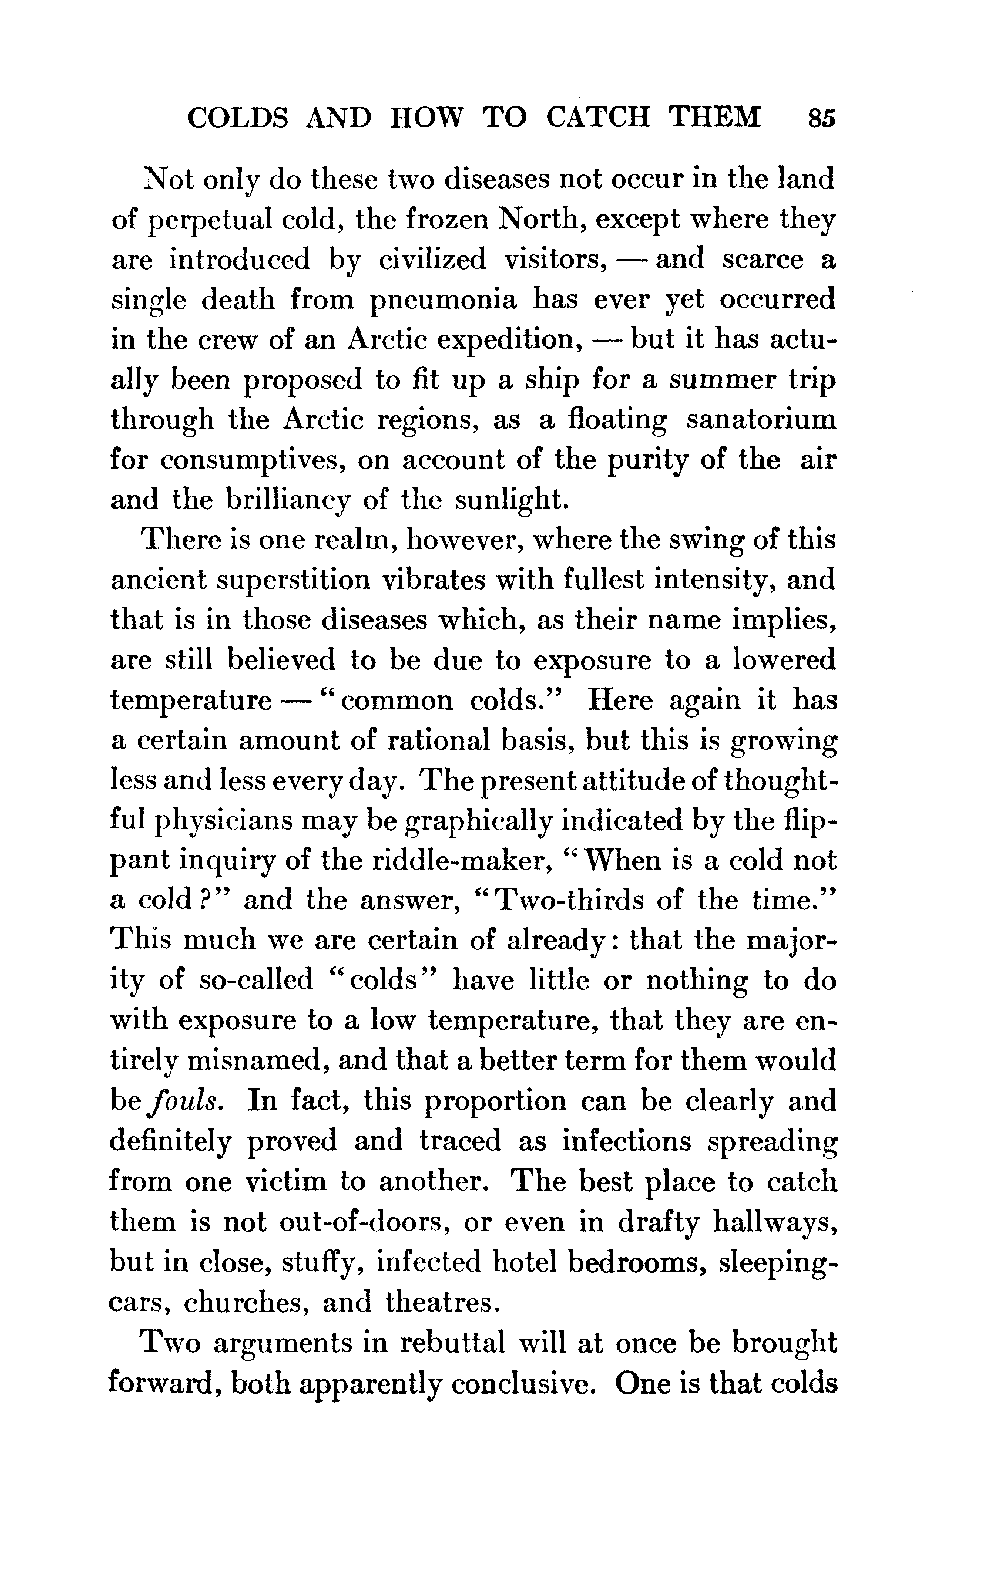 COLDS AND HOW TO CATCH THEM 85
Not only do these two diseases not occur in the land
of perpetual cold, the frozen North, except where they
are introduced by civilized visitors, — and scarce a
single death from pneumonia has ever yet occurred
in the crew of an Arctic expedition, — but it has actu-
ally been proposed to fit up a ship for a summer trip
through the Arctic regions, as a floating sanatorium
for consumptives, on account of the purity of the air
and the brilliancy of the sunlight.
There is one realm, however, where the swing of this
ancient superstition vibrates with fullest intensity, and
that is in those diseases which, as their name implies,
are still believed to be due to exposure to a lowered
temperature — “common colds.” Here again it has
a certain amount of rational basis, but this is growing
less and less every day. The present attitude of thought-
ful physicians may be graphically indicated by the flip-
pant inquiry of the riddle-maker, “When is a cold not
a cold?” and the answer, “Two-thirds of the time.”
This much we are certain of already: that the major-
ity of so-called “colds” have little or nothing to do
with exposure to a low temperature, that they are en-
tirely misnamed, and that a better term for them would
be fouls. In fact, this proportion can be clearly and
definitely proved and traced as infections spreading
from one victim to another. The best place to catch
them is not out-of-doors, or even in drafty hallways,
but in close, stuffy, infected hotel bedrooms, sleeping-
cars, churches, and theatres.
Two arguments in rebuttal will at once be brought
forward, both apparently conclusive. One is that colds